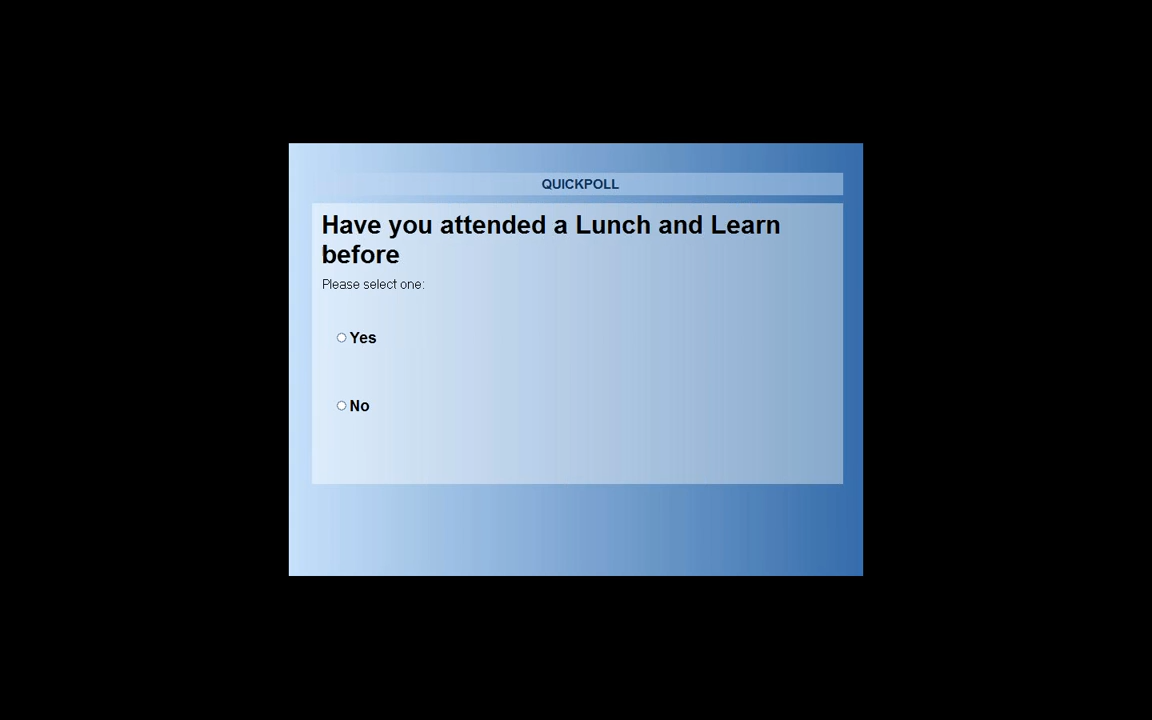 QUICKPOLL
Have you attended a Lunch and Learn
before
Please select one:
Yes
No